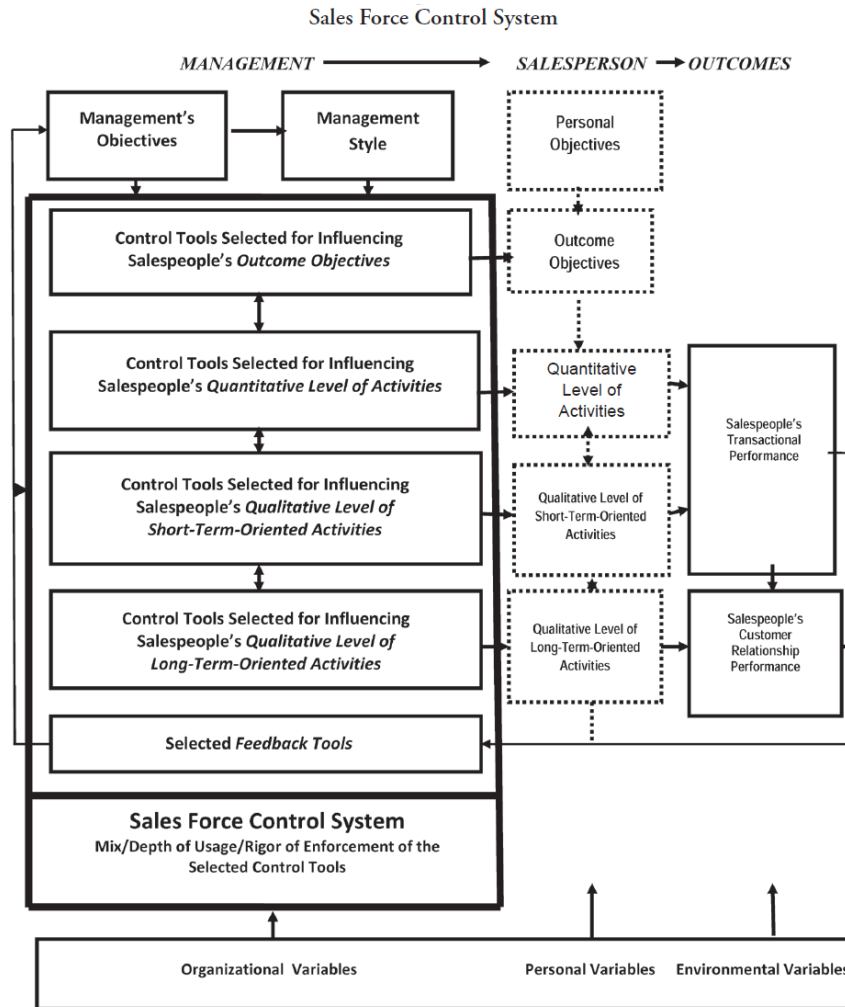 Sales Force Control System
MANAGEMENT
SALESPERSON
OUTCOMES
Management's
Obiectives
Management
Style
Personal
Objectives
Control Tools Selected for Influencing
Salespeople's Outcome Objectives
Outcome
Objectives
Control Tools Selected for Influencing
Salespeople's Quantitative Level of Activities
Quantitative
Level of
Activities
Salespeople's
Transactional
Performance
Control Tools Selected for Influencing
Salespeople's Qualitative Level of
Short-Term-Oriented Activities
Qualitative Level of
Short-Term-Oriented
Activities
Control Tools Selected for Influencing
Salespeople's Qualitative Level of
Long-Term-Oriented Activities
Qualitative Level of
Long-Term-Oriented
Activities
Salespeople's
Customer
Relationship
Performance
Selected Feedback Tools
Sales Force Control System
Mix/Depth of Usage/Rigor of Enforcement of the
Selected Control Tools
Organizational Variables
Personal Variables
Environmental Variables